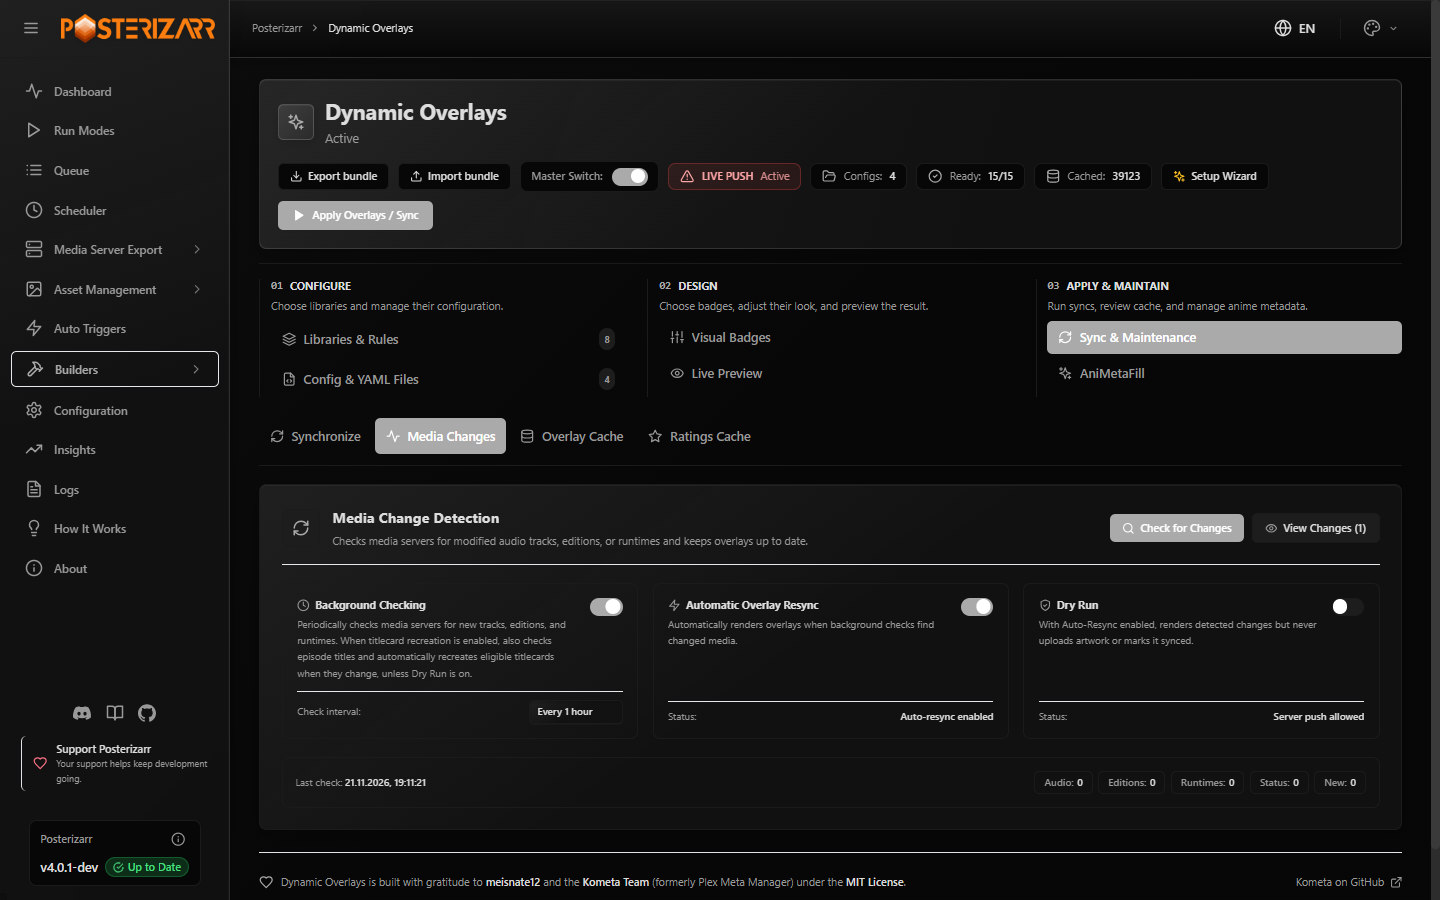 POSTERIZARR
Posterizarr > Dynamic Overlays
EN
Dashboard
Run Modes
Queue
Scheduler
Media Server Export
Asset Management
Auto Triggers
Builders
Configuration
Insights
Logs
How It Works
About
Support Posterizarr
Your support helps keep development
going.
Posterizarr
v4.0.1-dev
Up to Date
Dynamic Overlays
Active
Export bundle
Import bundle
Master Switch:
LIVE PUSH Active
Configs: 4
Ready: 15/15
Cached: 39123
Setup Wizard
Apply Overlays / Sync
01 CONFIGURE
Choose libraries and manage their configuration.
Libraries & Rules 8
Config & YAML Files 4
02 DESIGN
Choose badges, adjust their look, and preview the result.
Visual Badges
Live Preview
03 APPLY & MAINTAIN
Run syncs, review cache, and manage anime metadata.
Sync & Maintenance
AniMetaFill
Synchronize
Media Changes
Overlay Cache
Ratings Cache
Media Change Detection
Checks media servers for modified audio tracks, editions, or runtimes and keeps overlays up to date.
Check for Changes
View Changes (1)
Background Checking
Periodically checks media servers for new tracks, editions, and
runtimes. When titlecard recreation is enabled, also checks
episode titles and automatically recreates eligible titlecards
when they change, unless Dry Run is on.
Check interval: Every 1 hour
Automatic Overlay Resync
Automatically renders overlays when background checks find
changed media.
Status: Auto-resync enabled
Dry Run
With Auto-Resync enabled, renders detected changes but never
uploads artwork or marks it synced.
Status: Server push allowed
Last check: 21.11.2026, 19:11:21
Audio: 0
Editions: 0
Runtimes: 0
Status: 0
New: 0
Dynamic Overlays is built with gratitude to meisnate12 and the Kometa Team (formerly Plex Meta Manager) under the MIT License.
Kometa on GitHub